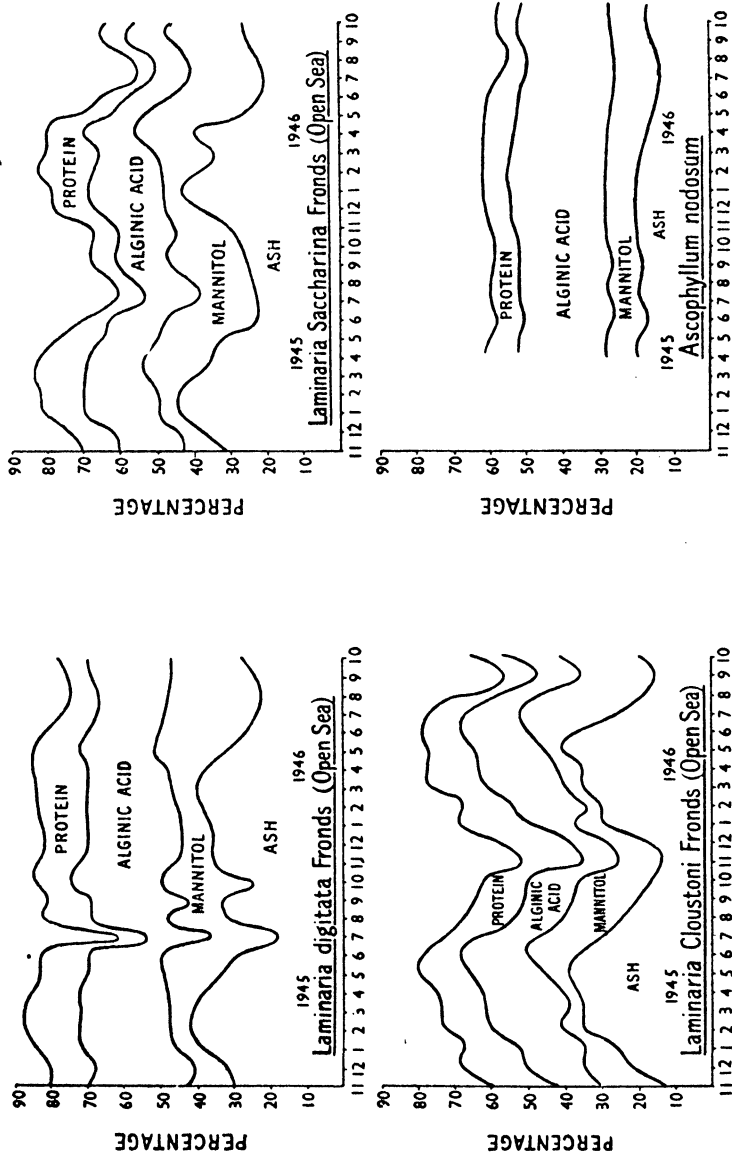 PERCENTAGE
90
80
70
60
50
40
30
20
10
PROTEIN
ALGINIC ACID
MANNITOL
ASH
1945 1946
Laminaria digitata Fronds (Open Sea)
11 12 1 2 3 4 5 6 7 8 9 10 11 12 1 2 3 4 5 6 7 8 9 10
PERCENTAGE
90
80
70
60
50
40
30
20
10
PROTEIN
ALGINIC ACID
MANNITOL
ASH
1945 1946
Laminaria Saccharina Fronds (Open Sea)
11 12 1 2 3 4 5 6 7 8 9 10 11 12 1 2 3 4 5 6 7 8 9 10
PERCENTAGE
90
80
70
60
50
40
30
20
10
PROTEIN
ALGINIC
ACID
MANNITOL
ASH
1945 1946
Laminaria Cloustoni Fronds (Open Sea)
11 12 1 2 3 4 5 6 7 8 9 10 11 12 1 2 3 4 5 6 7 8 9 10
PERCENTAGE
90
80
70
60
50
40
30
20
10
PROTEIN
ALGINIC ACID
MANNITOL
ASH
1945 1946
Ascophyllum nodosum
11 12 1 2 3 4 5 6 7 8 9 10 11 12 1 2 3 4 5 6 7 8 9 10